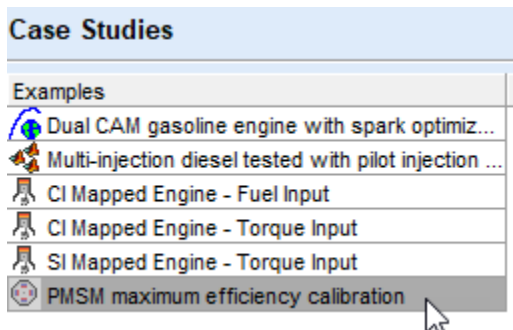 Case Studies
Examples
Dual CAM gasoline engine with spark optimiz...
Multi-injection diesel tested with pilot injection ...
CI Mapped Engine - Fuel Input
CI Mapped Engine - Torque Input
SI Mapped Engine - Torque Input
PMSM maximum efficiency calibration